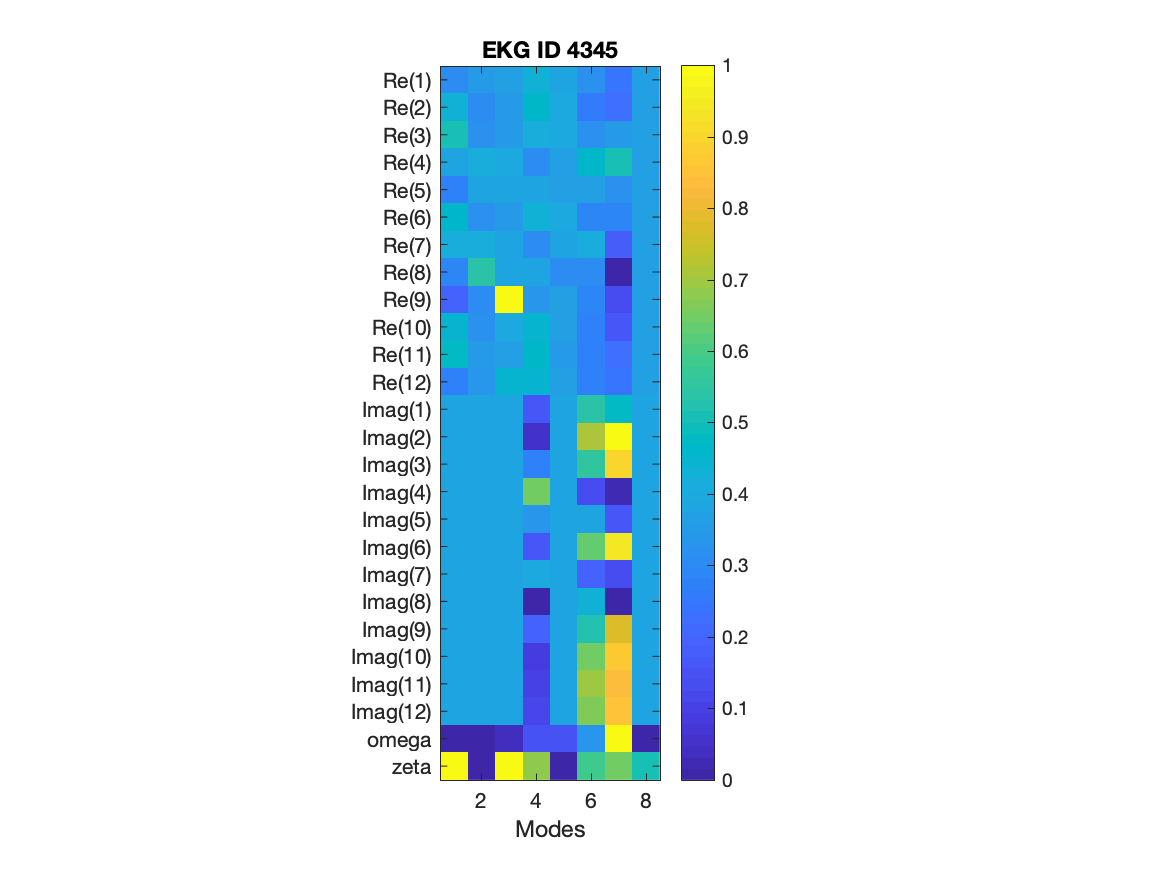 EKG ID 4345
Re(1)
Re(2)
Re(3)
Re(4)
Re(5)
Re(6)
Re(7)
Re(8)
Re(9)
Re(10)
Re(11)
Re(12)
Imag(1)
Imag(2)
Imag(3)
Imag(4)
Imag(5)
Imag(6)
Imag(7)
Imag(8)
Imag(9)
Imag(10)
Imag(11)
Imag(12)
omega
zeta
2 4 6 8
Modes
1
0.9
0.8
0.7
0.6
0.5
0.4
0.3
0.2
0.1
0